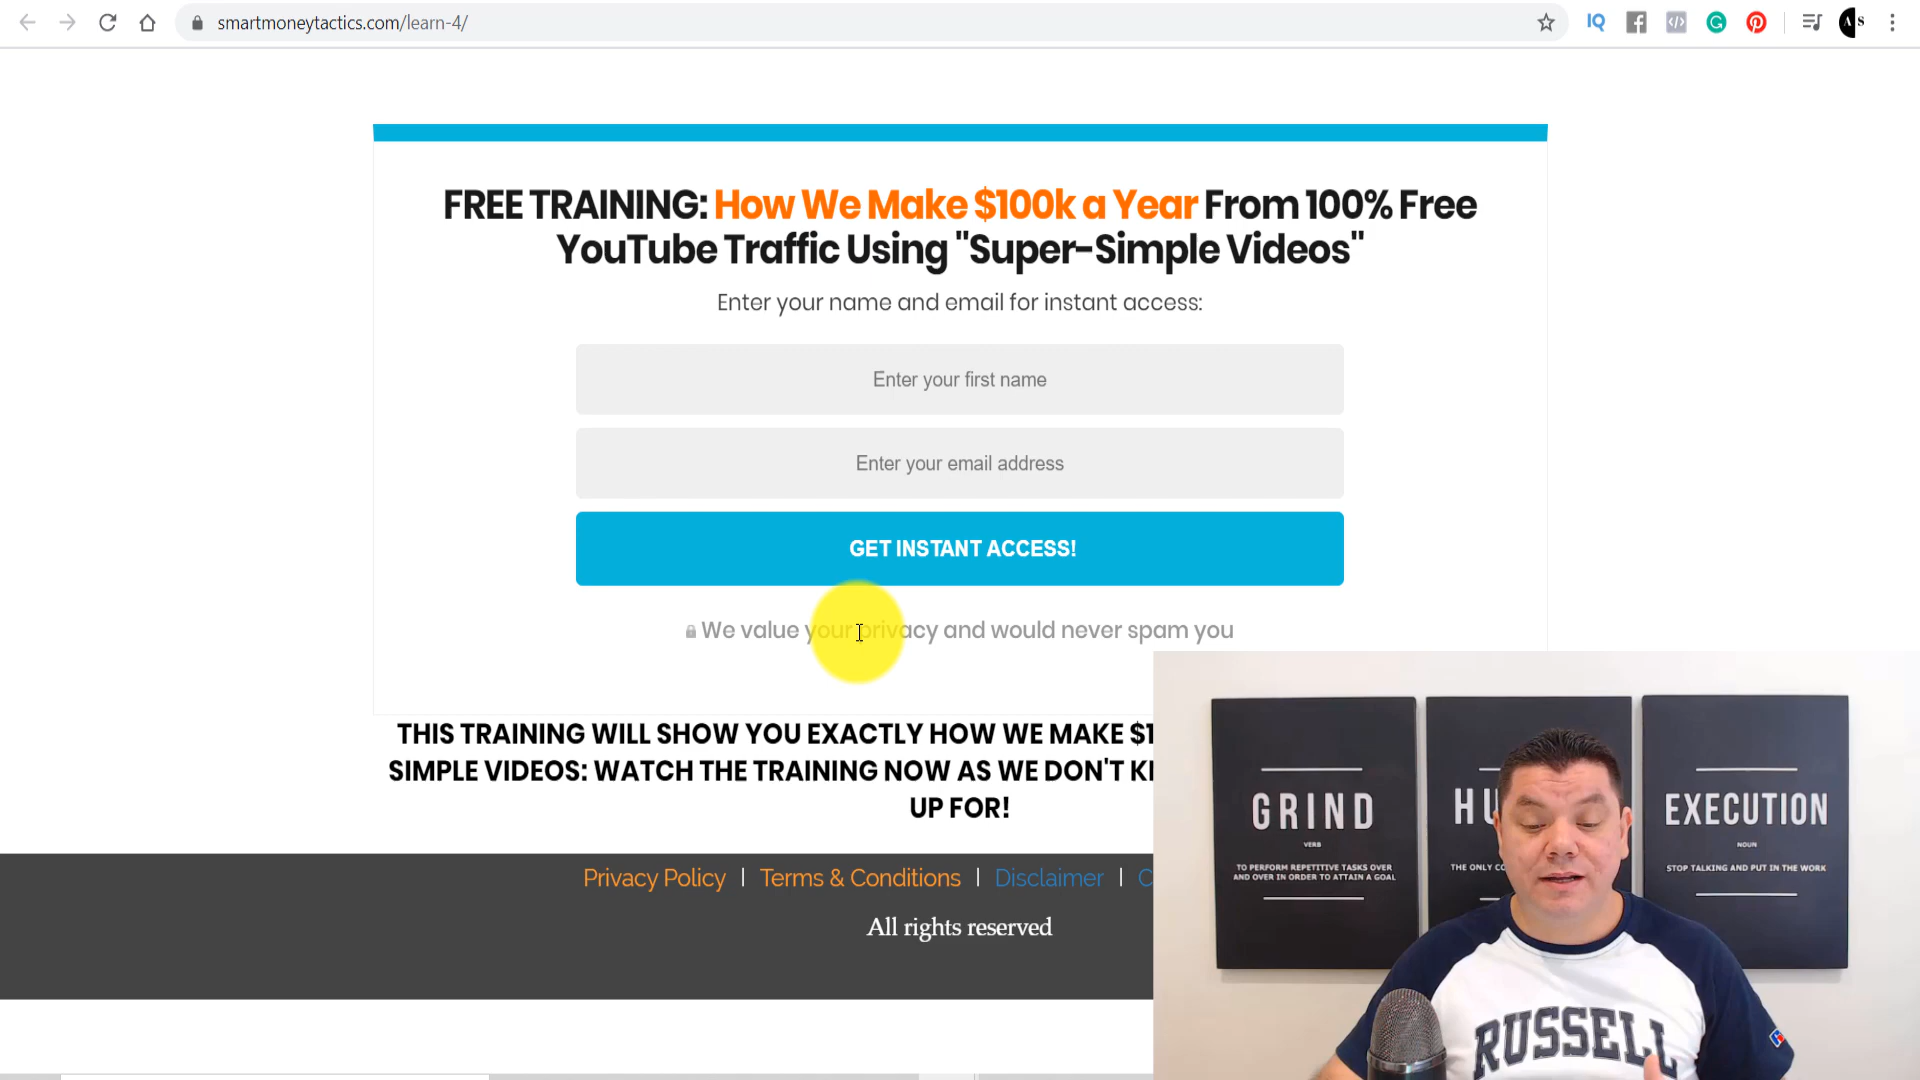 smartmoneytactics.com/learn-4/
FREE TRAINING: How We Make $100k a Year From 100% Free
YouTube Traffic Using "Super-Simple Videos"
Enter your name and email for instant access:
Enter your first name
Enter your email address
GET INSTANT ACCESS!
We value your privacy and would never spam you
THIS TRAINING WILL SHOW YOU EXACTLY HOW WE MAKE
SIMPLE VIDEOS: WATCH THE TRAINING NOW AS WE DON'T
UP FOR!
Privacy Policy | Terms & Conditions | Disclaimer |
All rights reserved
GRIND
VERB
TO PERFORM REPETITIVE TASKS OVER
AND OVER IN ORDER TO ATTAIN A GOAL
THE ONLY
EXECUTION
NOUN
STOP TALKING AND PUT IN THE WORK
RUSSELL